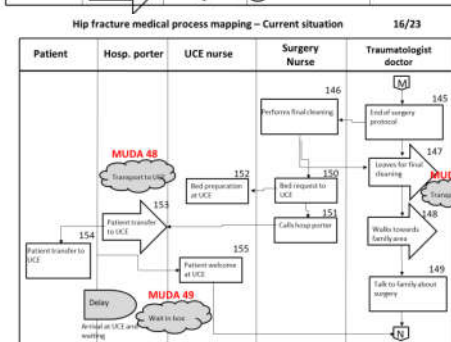 Hip fracture medical process mapping – Current situation 16/23
Patient Hosp. porter UCE nurse Surgery Nurse Traumatologist doctor
M
145
End of surgery protocol
146
Performs final cleaning
147
Leaves for final cleaning
MUDA 48
Transport to UCE
152
Bed preparation at UCE
150
Bed request to UCE
151
Calls hosp porter
148
Walks towards family area
153
Patient transfer to UCE
154
Patient transfer to UCE
155
Patient welcome at UCE
149
Talk to family about surgery
Delay
Arrival at UCE and waiting
MUDA 49
Wait in box
N